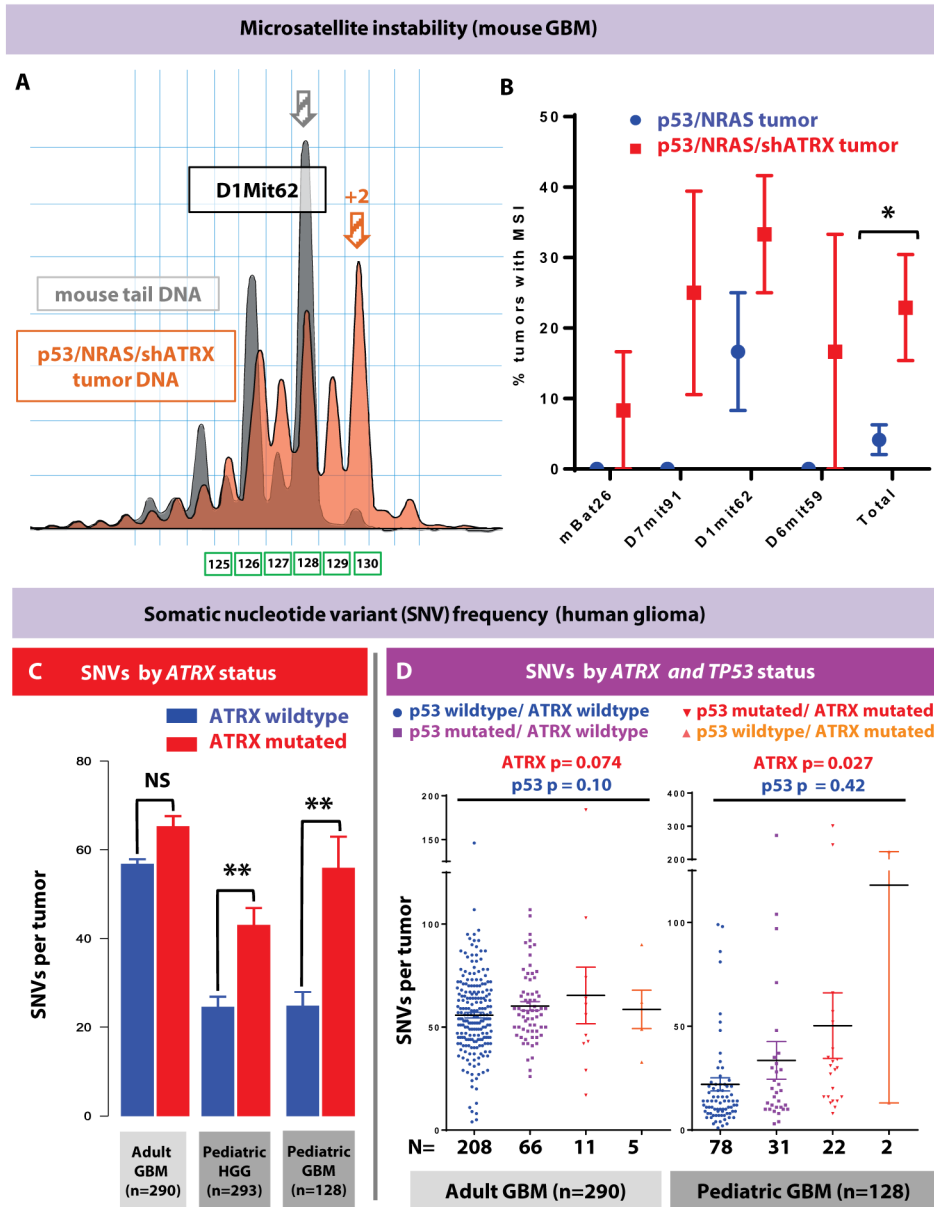 Microsatellite instability (mouse GBM)
A
D1Mit62
+2
mouse tail DNA
p53/NRAS/shATRX
tumor DNA
125 126 127 128 129 130
B
p53/NRAS tumor
p53/NRAS/shATRX tumor
% tumors with MSI
50
40
30
20
10
0
*
mBat26
D7mit91
D1mit62
D6mit59
Total
Somatic nucleotide variant (SNV) frequency (human glioma)
C SNVs by ATRX status
ATRX wildtype
ATRX mutated
SNVs per tumor
80
60
40
20
0
NS
**
**
Adult
GBM
(n=290)
Pediatric
HGG
(n=293)
Pediatric
GBM
(n=128)
D SNVs by ATRX and TP53 status
p53 wildtype/ ATRX wildtype
p53 mutated/ ATRX wildtype
p53 mutated/ ATRX mutated
p53 wildtype/ ATRX mutated
ATRX p= 0.074
p53 p = 0.10
SNVs per tumor
200
150
100
50
0
N= 208 66 11 5
Adult GBM (n=290)
ATRX p= 0.027
p53 p = 0.42
400
300
200
100
50
0
78 31 22 2
Pediatric GBM (n=128)